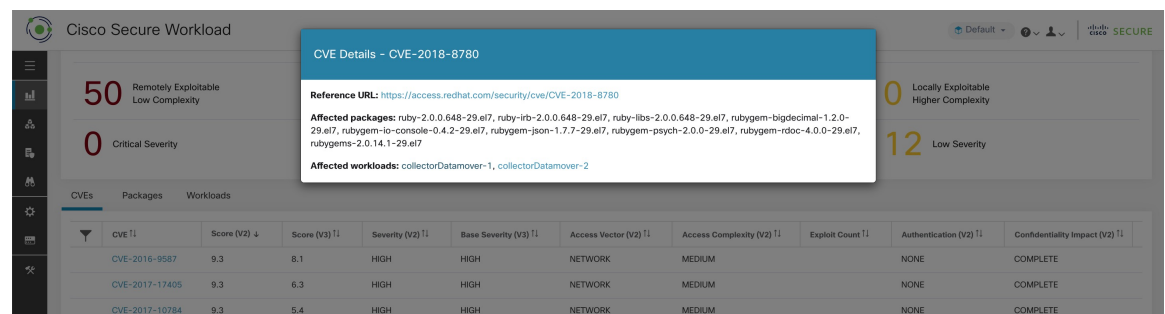 Cisco Secure Workload
Default
cisco SECURE
CVE Details - CVE-2018-8780
Reference URL: https://access.redhat.com/security/cve/CVE-2018-8780
Affected packages: ruby-2.0.0.648-29.el7, ruby-irb-2.0.0.648-29.el7, ruby-libs-2.0.0.648-29.el7, rubygem-bigdecimal-1.2.0-
29.el7, rubygem-io-console-0.4.2-29.el7, rubygem-json-1.7.7-29.el7, rubygem-psych-2.0.0-29.el7, rubygem-rdoc-4.0.0-29.el7,
rubygems-2.0.14.1-29.el7
Affected workloads: collectorDatamover-1, collectorDatamover-2
50 Remotely Exploitable
Low Complexity
0 Locally Exploitable
Higher Complexity
0 Critical Severity
12 Low Severity
CVEs Packages Workloads
CVE Score (V2) Score (V3) Severity (V2) Base Severity (V3) Access Vector (V2) Access Complexity (V2) Exploit Count Authentication (V2) Confidentiality Impact (V2)
CVE-2016-9587 9.3 8.1 HIGH HIGH NETWORK MEDIUM NONE COMPLETE
CVE-2017-17405 9.3 6.3 HIGH HIGH NETWORK MEDIUM NONE COMPLETE
CVE-2017-10784 9.3 5.4 HIGH HIGH NETWORK MEDIUM NONE COMPLETE